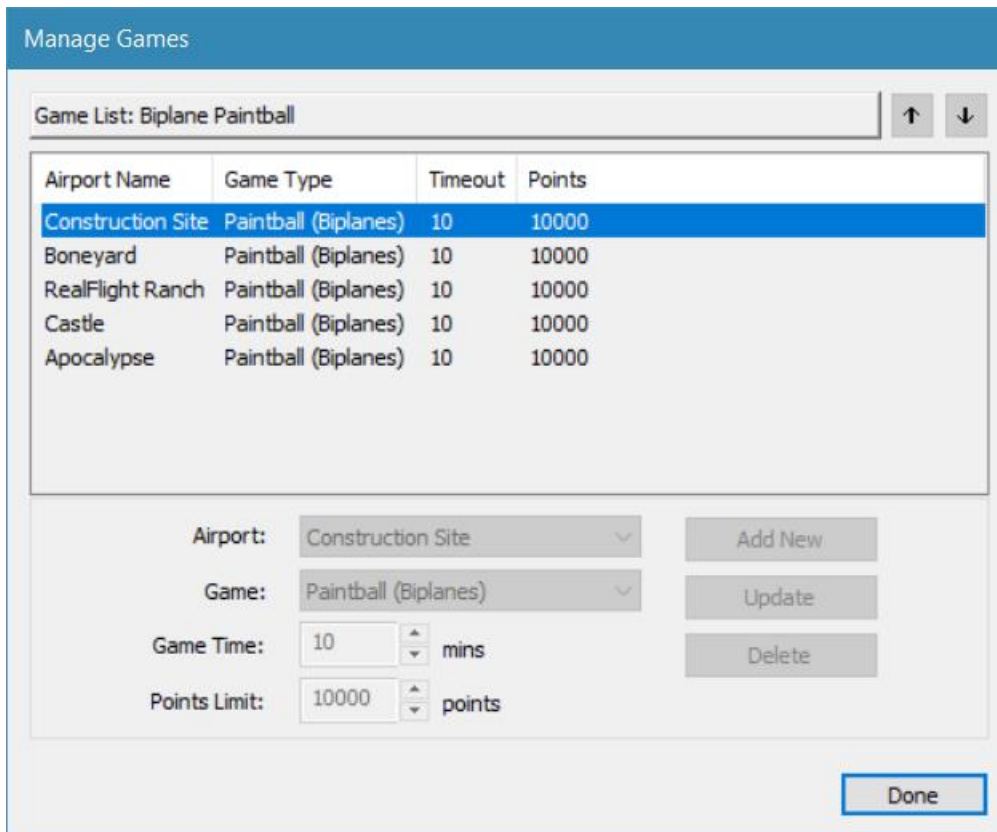 Manage Games
Game List: Biplane Paintball ↑ ↓
Airport Name Game Type Timeout Points
Construction Site Paintball (Biplanes) 10 10000
Boneyard Paintball (Biplanes) 10 10000
RealFlight Ranch Paintball (Biplanes) 10 10000
Castle Paintball (Biplanes) 10 10000
Apocalypse Paintball (Biplanes) 10 10000
Airport: Construction Site Add New
Game: Paintball (Biplanes) Update
Game Time: 10 mins Delete
Points Limit: 10000 points
Done